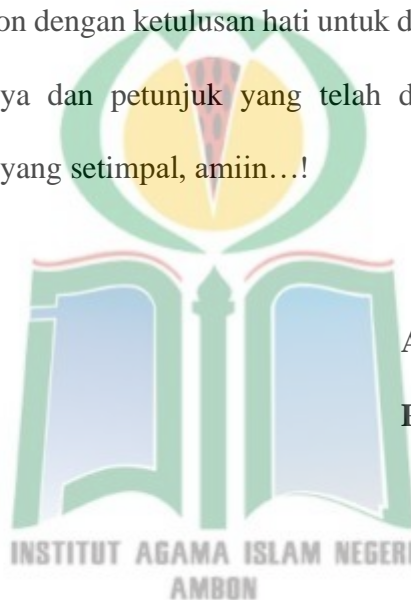 on dengan ketulusan hati untuk d
ya dan petunjuk yang telah d
yang setimpal, amiin…!
A
INSTITUT AGAMA ISLAM NEGERI
AMBON